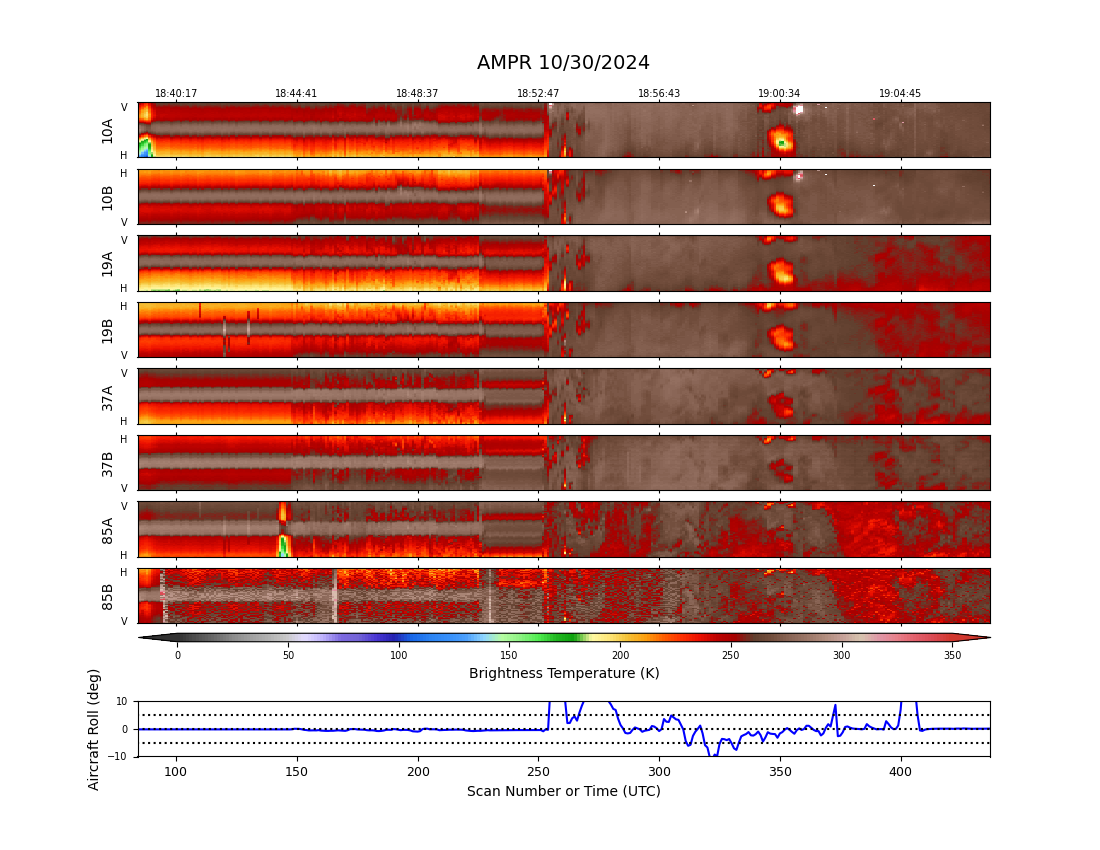 AMPR 10/30/2024
18:40:17 18:44:41 18:48:37 18:52:47 18:56:43 19:00:34 19:04:45
V
10A
H
H
10B
V
V
19A
H
H
19B
V
V
37A
H
H
37B
V
V
85A
H
H
85B
V
0 50 100 150 200 250 300 350
Brightness Temperature (K)
Aircraft Roll (deg)
10
0
−10
100 150 200 250 300 350 400
Scan Number or Time (UTC)